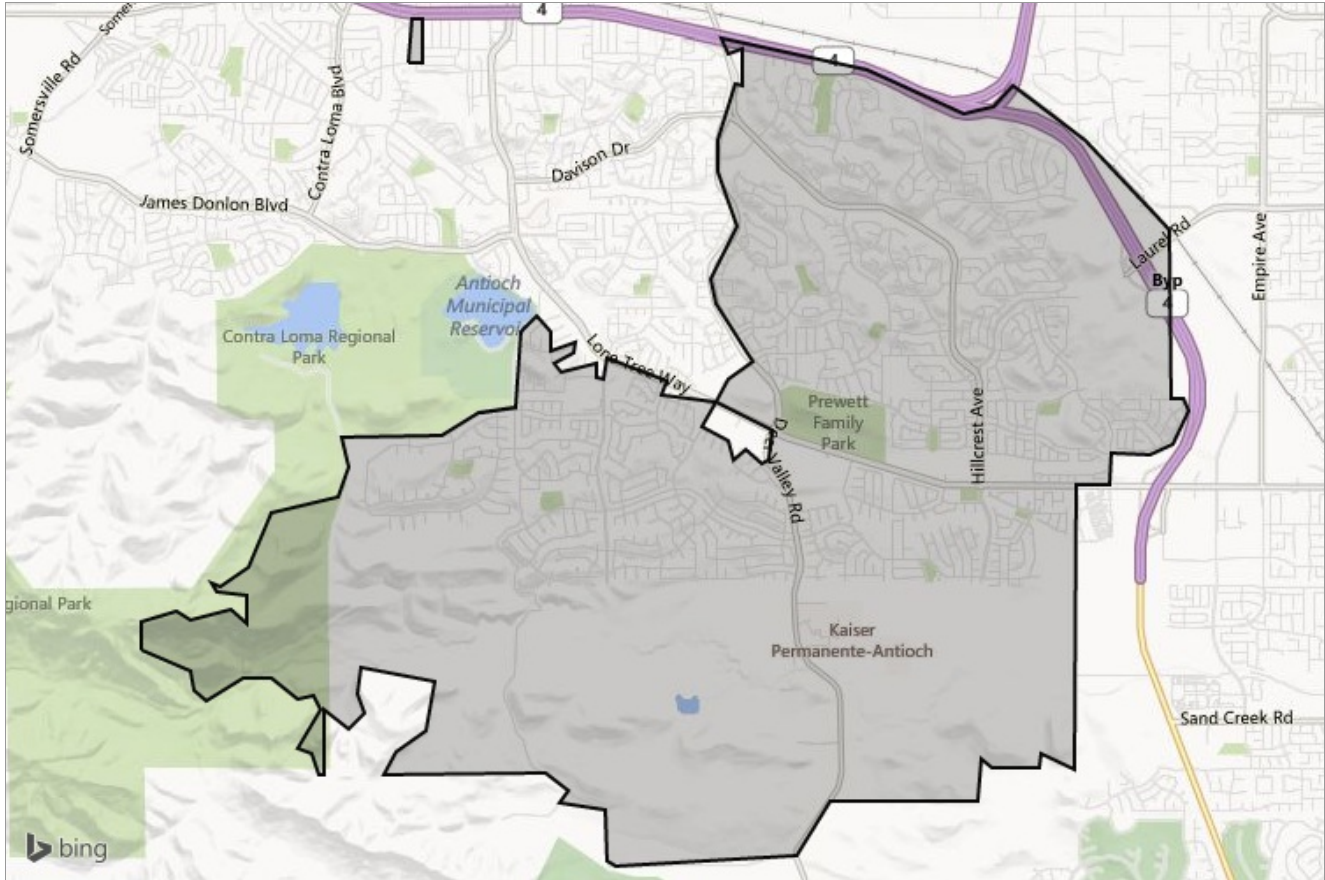 4
Somers
Somersville Rd
Contra Loma Blvd
4
Davison Dr
James Donlon Blvd
Laurel Rd
Empire Ave
Byp
4
Antioch
Municipal
Reservoi
Contra Loma Regional
Park
Lone Tree Way
Prewett
Family
Park
Hillcrest Ave
Valley Rd
gional Park
Kaiser
Permanente-Antioch
Sand Creek Rd
bing